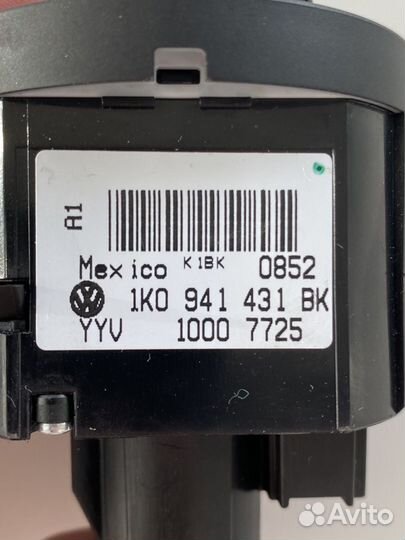 A1
Mexico K1BK 0852
1K0 941 431 BK
YYV 1000 7725
Avito